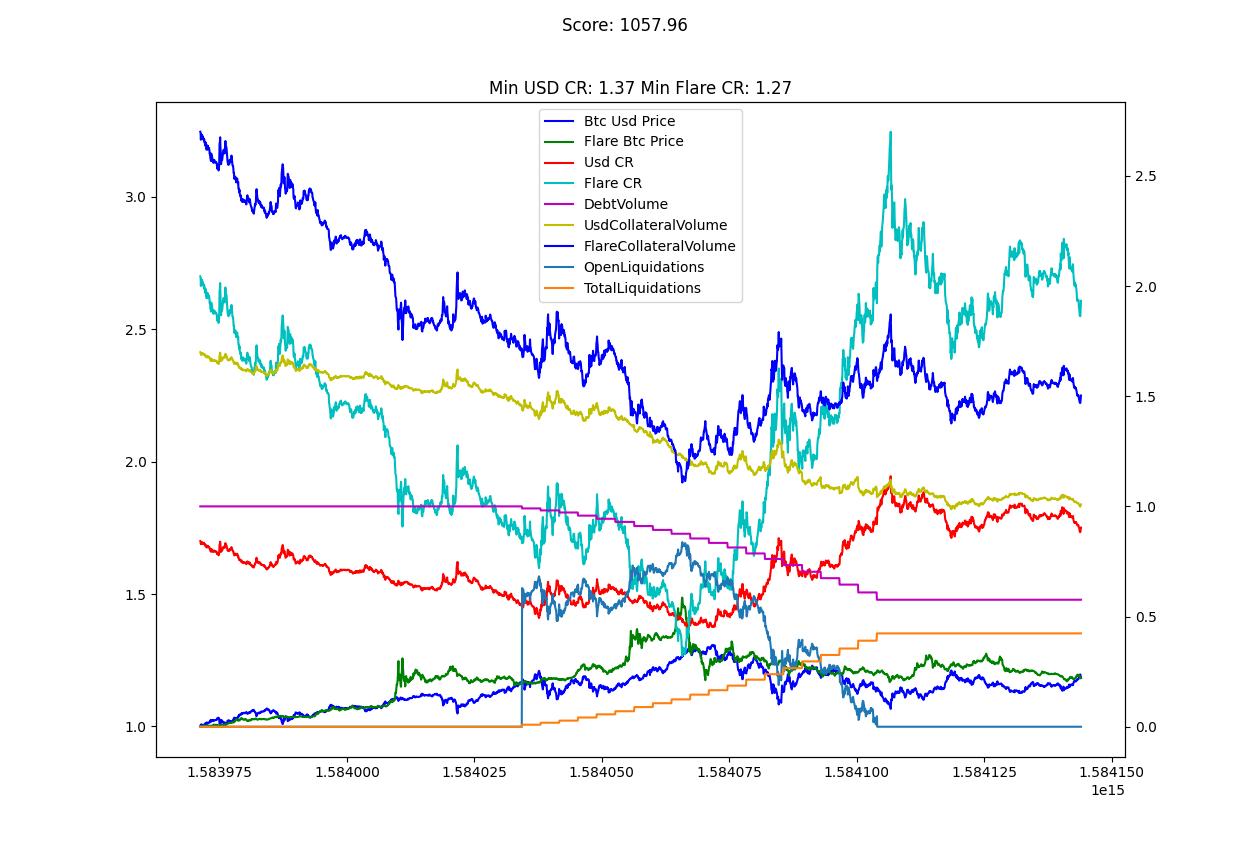 Score: 1057.96
Min USD CR: 1.37 Min Flare CR: 1.27
Btc Usd Price
Flare Btc Price
Usd CR
Flare CR
DebtVolume
UsdCollateralVolume
FlareCollateralVolume
OpenLiquidations
TotalLiquidations
3.0
2.5
2.0
1.5
1.0
2.5
2.0
1.5
1.0
0.5
0.0
1.583975 1.584000 1.584025 1.584050 1.584075 1.584100 1.584125 1.584150
1e15